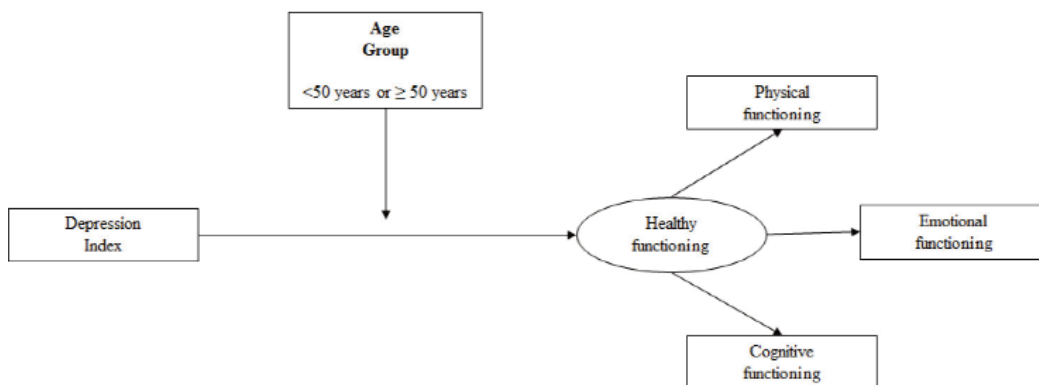 Age
Group
<50 years or ≥ 50 years
Physical
functioning
Depression
Index
Healthy
functioning
Emotional
functioning
Cognitive
functioning